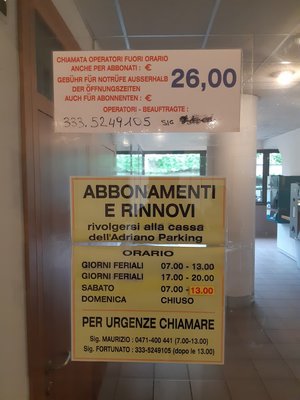 CHIAMATA OPERATORI FUORI ORARIO
ANCHE PER ABBONATI : €
GEBÜHR FÜR NOTRÜFE AUSSERHALB
DER ÖFFNUNGSZEITEN
AUCH FÜR ABONNENTEN : €
26,00
OPERATORI - BEAUFTRAGTE :
333.5249105 SIG
ABBONAMENTI
E RINNOVI
rivolgersi alla cassa
dell'Adriano Parking
ORARIO
GIORNI FERIALI 07.00 - 13.00
GIORNI FERIALI 17.00 - 20.00
SABATO 07.00 - 13.00
DOMENICA CHIUSO
PER URGENZE CHIAMARE
Sig. MAURIZIO : 0471-400 441 (7.00-13.00)
Sig. FORTUNATO : 333-5249105 (dopo le 13.00)